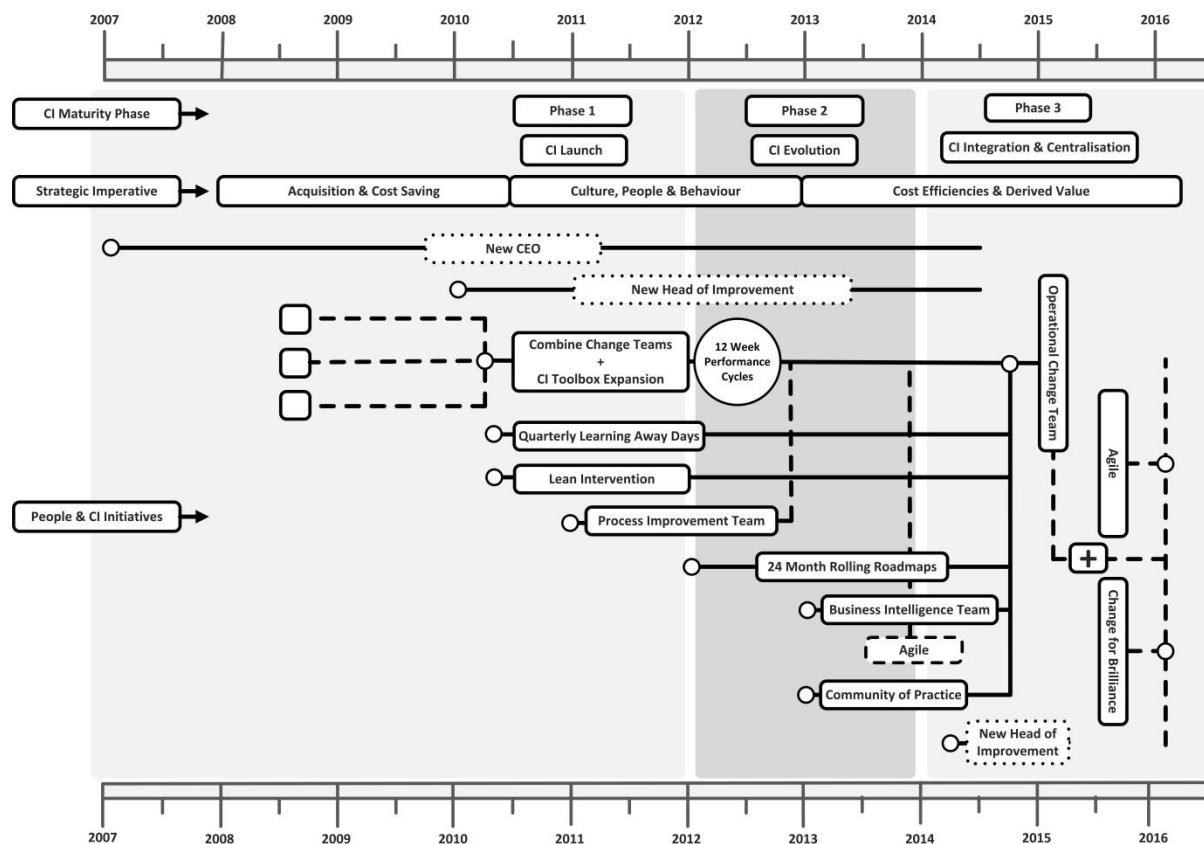 2007 2008 2009 2010 2011 2012 2013 2014 2015 2016
CI Maturity Phase
Phase 1
Phase 2
Phase 3
CI Launch
CI Evolution
CI Integration & Centralisation
Strategic Imperative
Acquisition & Cost Saving
Culture, People & Behaviour
Cost Efficiencies & Derived Value
New CEO
New Head of Improvement
Combine Change Teams
+
CI Toolbox Expansion
12 Week
Performance
Cycles
Operational Change Team
Quarterly Learning Away Days
Agile
Lean Intervention
People & CI Initiatives
Process Improvement Team
24 Month Rolling Roadmaps
+
Business Intelligence Team
Change for Brilliance
Agile
Community of Practice
New Head of
Improvement
2007 2008 2009 2010 2011 2012 2013 2014 2015 2016